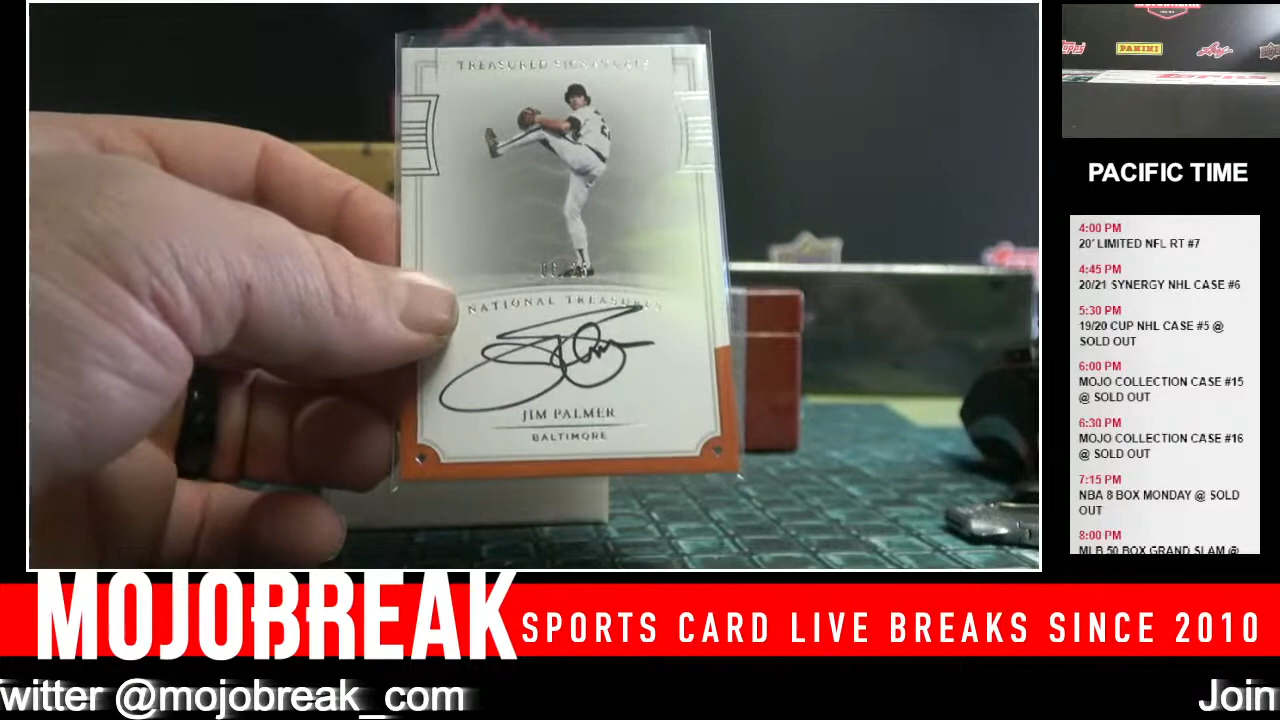 TREASURED SIGNATURES
NATIONAL TREASURES
JIM PALMER
BALTIMORE
PANINI
PACIFIC TIME
4:00 PM
20' LIMITED NFL RT #7
4:45 PM
20/21 SYNERGY NHL CASE #6
5:30 PM
19/20 CUP NHL CASE #5 @
SOLD OUT
6:00 PM
MOJO COLLECTION CASE #15
@ SOLD OUT
6:30 PM
MOJO COLLECTION CASE #16
@ SOLD OUT
7:15 PM
NBA 8 BOX MONDAY @ SOLD
OUT
8:00 PM
MLB 50 BOX GRAND SLAM @
MOJOBREAK
SPORTS CARD LIVE BREAKS SINCE 2010
witter @mojobreak_com
Join